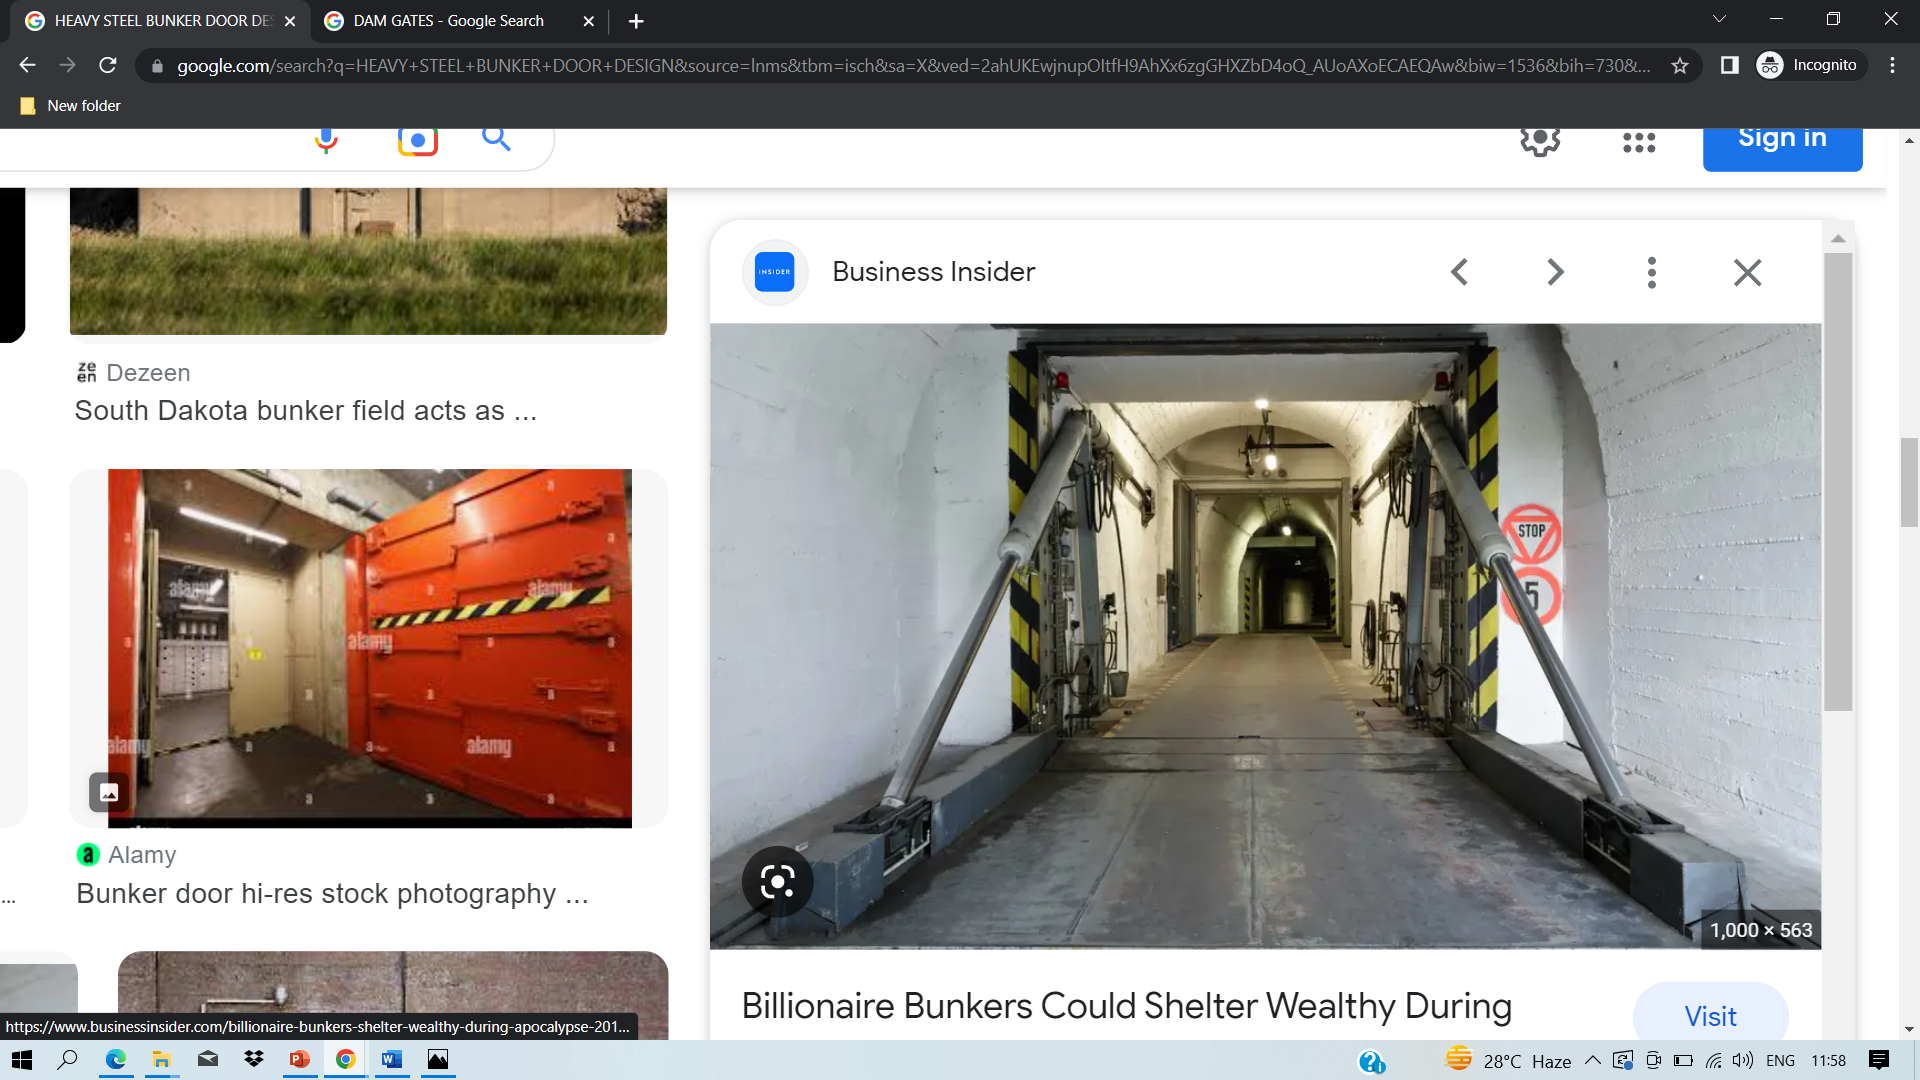 HEAVY STEEL BUNKER DOOR DES
DAM GATES - Google Search
google.com/search?q=HEAVY+STEEL+BUNKER+DOOR+DESIGN&source=lnms&tbm=isch&sa=X&ved=2ahUKEwjnupOItfH9AhXx6zgGHXZbD4oQ_AUoAXoECAEQAw&biw=1536&bih=730&...
Incognito
New folder
Sign in
INSIDER
Business Insider
ze
en
Dezeen
South Dakota bunker field acts as ...
STOP
5
a
alamy
a
alamy
alamy
alamy
a Alamy
Bunker door hi-res stock photography ...
...
1,000 × 563
Billionaire Bunkers Could Shelter Wealthy During
Visit
https://www.businessinsider.com/billionaire-bunkers-shelter-wealthy-during-apocalypse-201...
28°C Haze
ENG
11:58